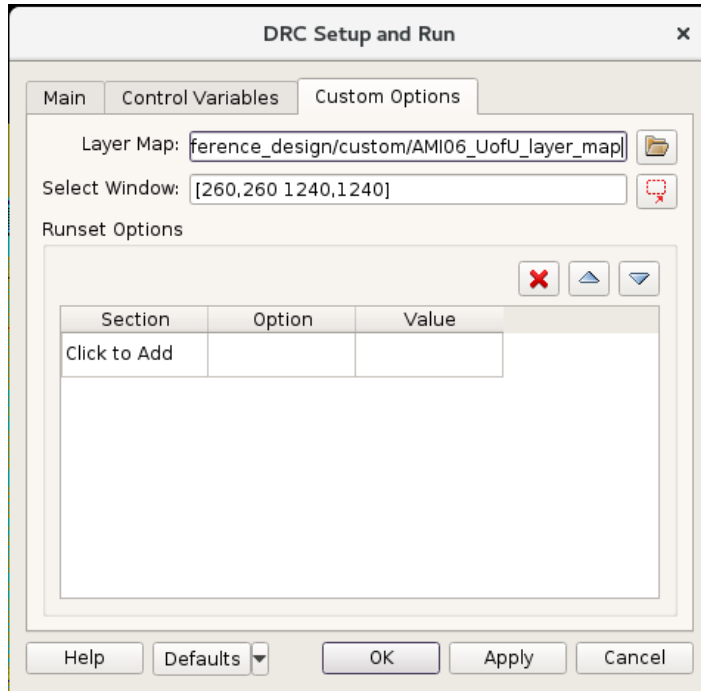 DRC Setup and Run
Main Control Variables Custom Options
Layer Map: ference_design/custom/AMI06_UofU_layer_map
Select Window: [260,260 1240,1240]
Runset Options
Section Option Value
Click to Add
Help Defaults OK Apply Cancel